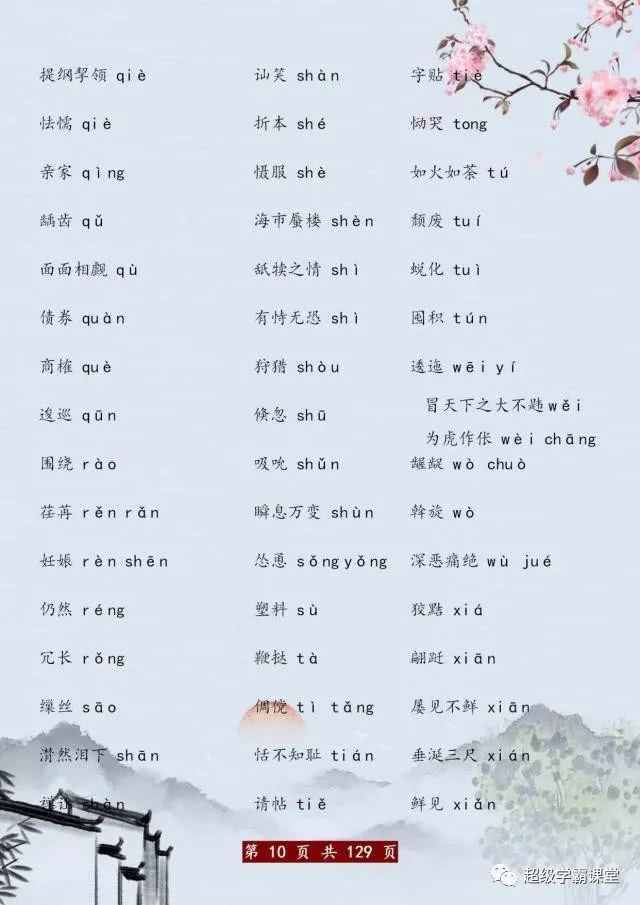 提纲挈领 qiè
怯懦 qiè
亲家 qìng
龋齿 qǔ
面面相觑 qù
债券 quàn
商榷 què
逡巡 qūn
围绕 rào
荏苒 rěn rǎn
妊娠 rèn shēn
仍然 réng
冗长 rǒng
缫丝 sāo
潸然泪下 shān
禅让 shàn
讪笑 shàn
折本 shé
慑服 shè
海市蜃楼 shèn
舐犊之情 shì
有恃无恐 shì
狩猎 shòu
倏忽 shū
吸吮 shǔn
瞬息万变 shùn
怂恿 sǒng yǒng
塑料 sù
鞭挞 tà
倜傥 tì tǎng
恬不知耻 tián
请帖 tiě
字贴 tiè
恸哭 tong
如火如荼 tú
颓废 tuí
蜕化 tuì
囤积 tún
逶迤 wēi yí
冒天下之大不韪 wěi
为虎作伥 wèi chāng
龌龊 wò chuò
斡旋 wò
深恶痛绝 wù jué
狡黠 xiá
翩跹 xiān
屡见不鲜 xiān
垂涎三尺 xián
鲜见 xiǎn
第 10 页 共 129 页
超级学霸课堂